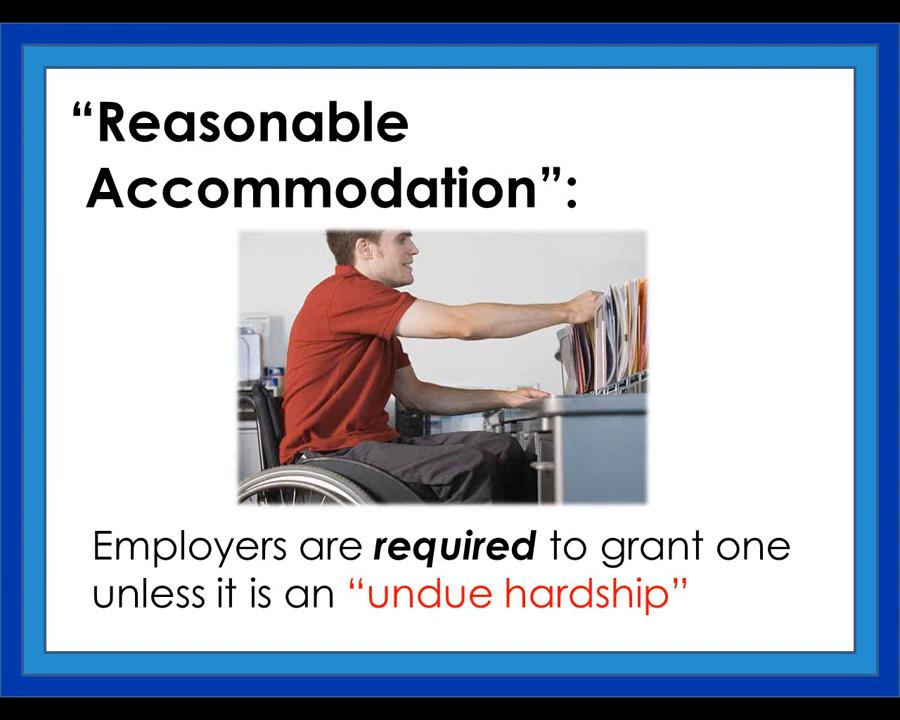 “Reasonable
Accommodation”:
Employers are required to grant one
unless it is an “undue hardship”